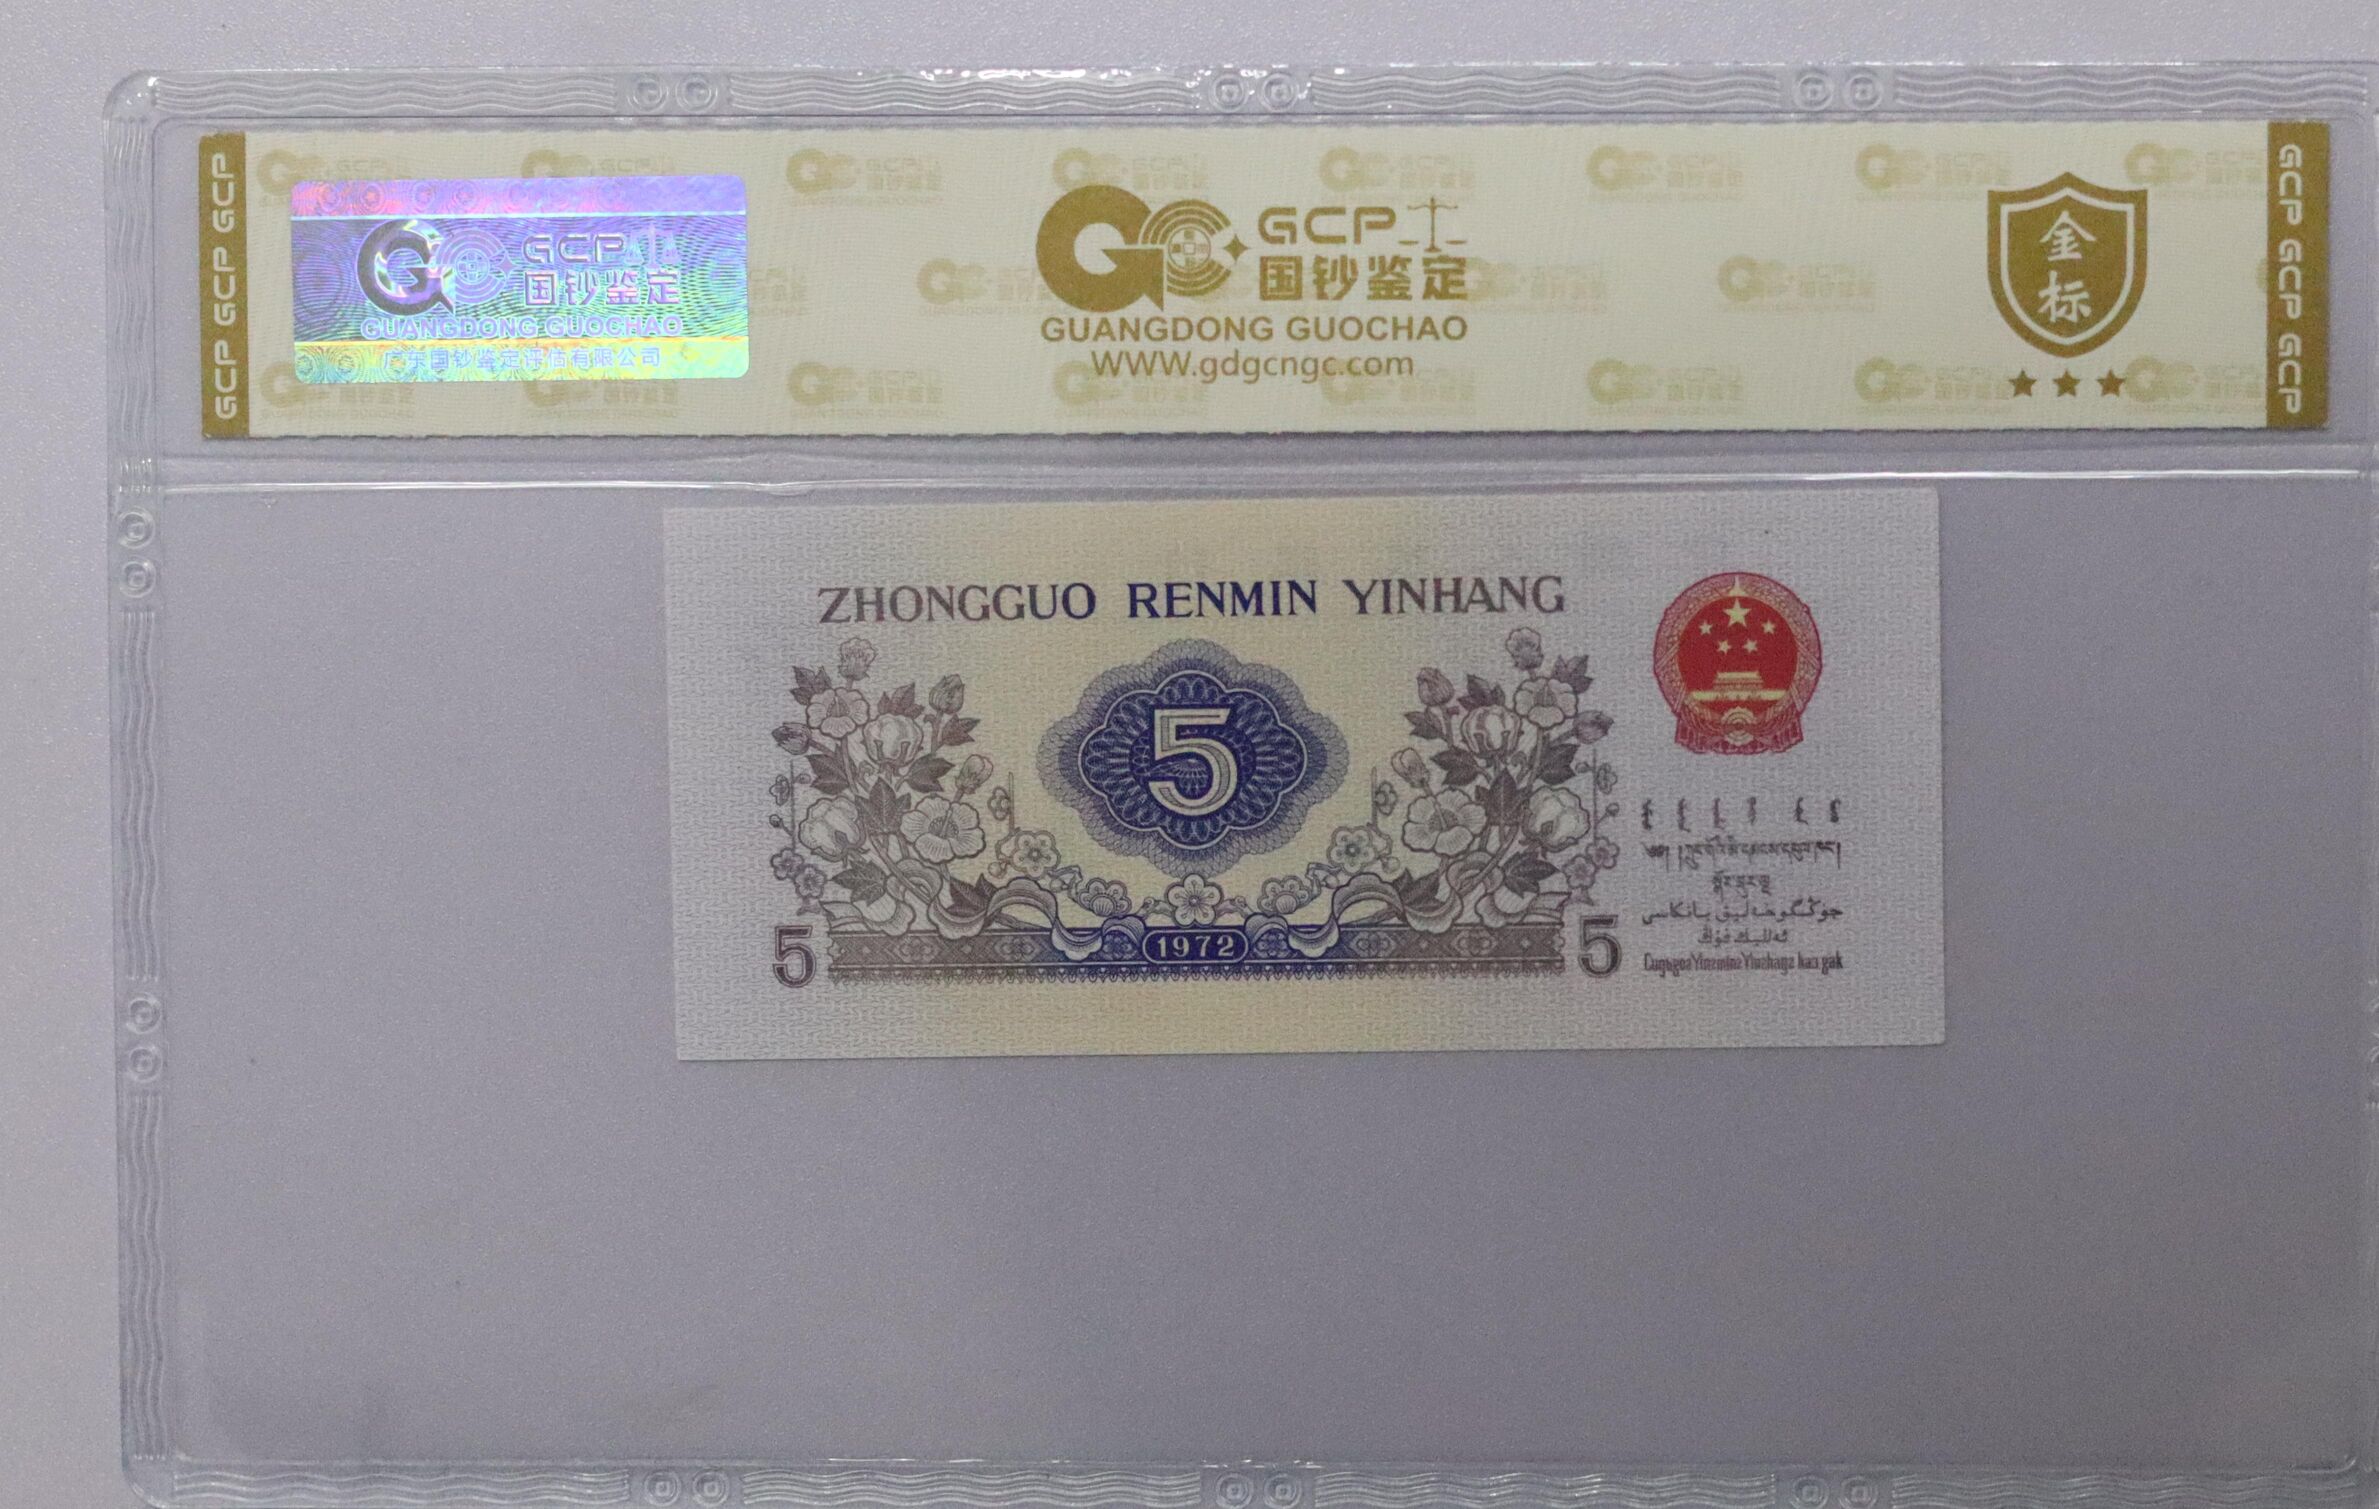 GCP GCP GCP
GCP
国钞鉴定
GUANGDONG GUOCHAO
广东国钞鉴定评估有限公司
GCP
国钞鉴定
GUANGDONG GUOCHAO
WWW.gdgcngc.com
金
标
GCP GCP GCP
ZHONGGUO RENMIN YINHANG
5
1972
5
5